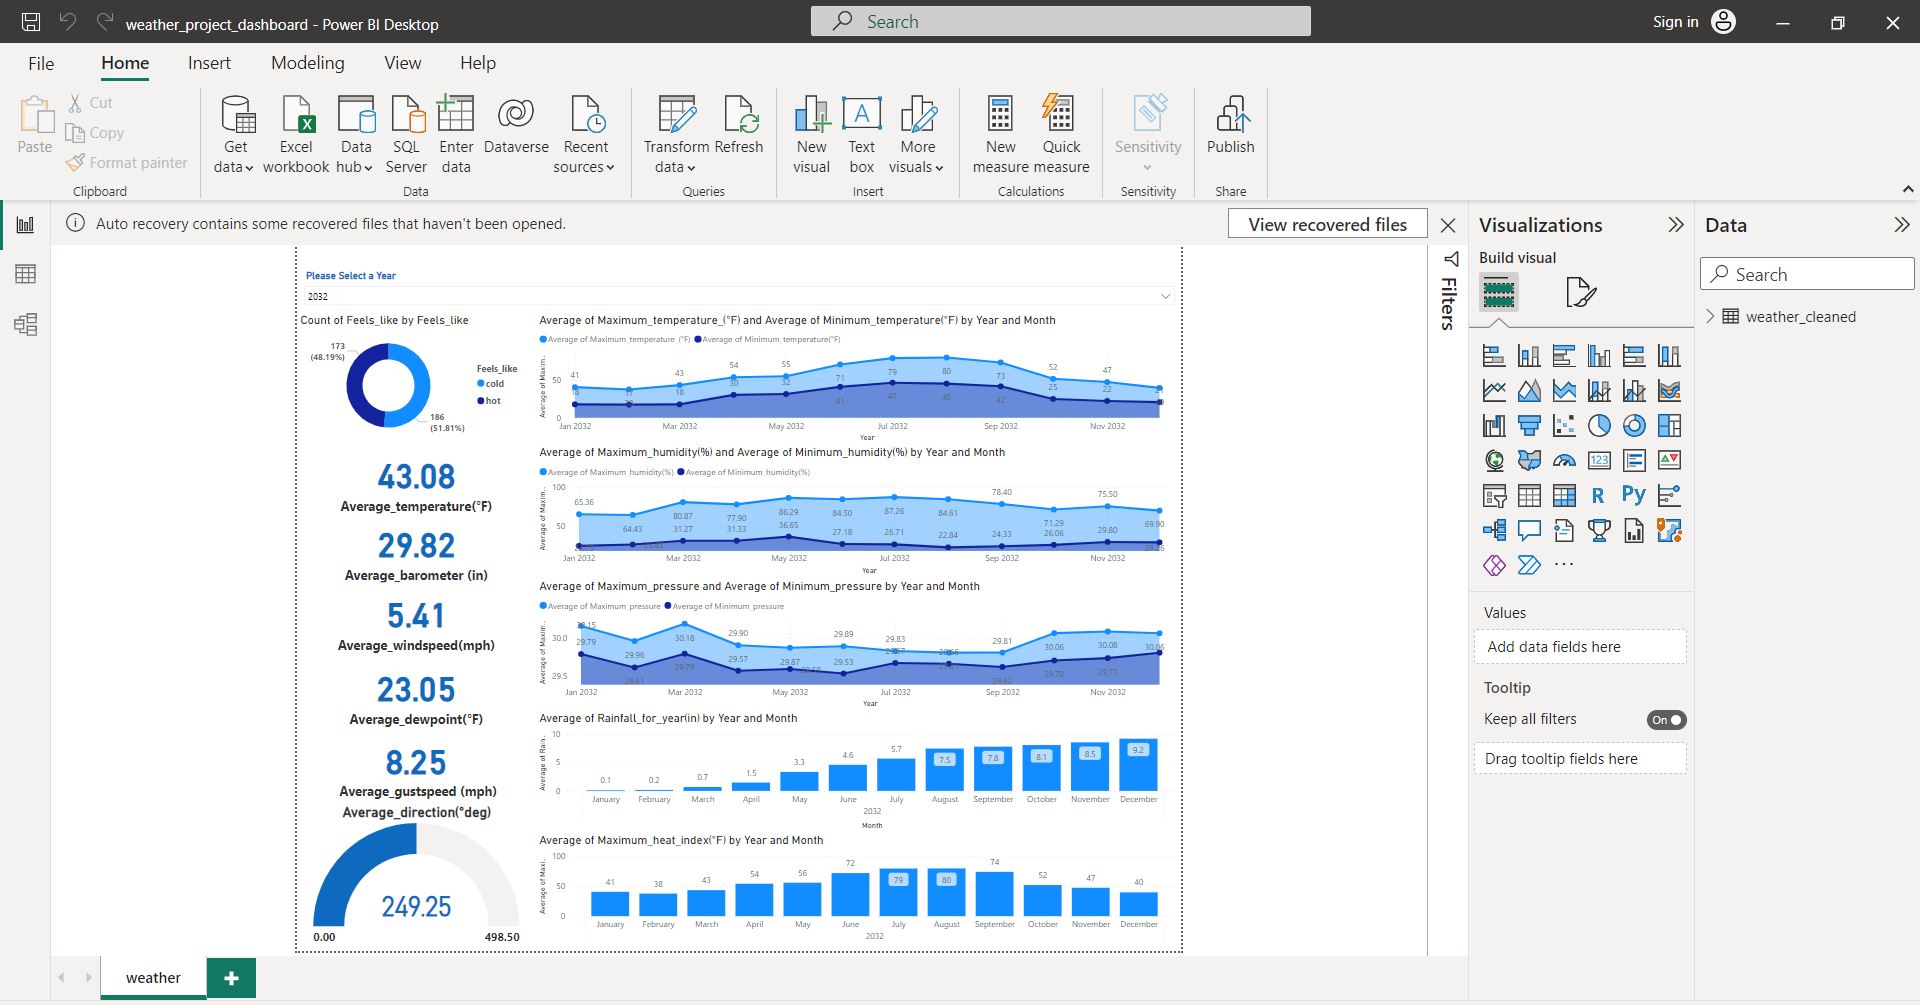 weather_project_dashboard - Power BI Desktop
Search
Sign in
File
Home
Insert
Modeling
View
Help
Paste
Cut
Copy
Format painter
Clipboard
Get data
Excel workbook
Data hub
SQL Server
Enter data
Dataverse
Recent sources
Data
Transform data
Refresh
Queries
New visual
Text box
More visuals
Insert
New measure
Quick measure
Calculations
Sensitivity
Sensitivity
Publish
Share
Auto recovery contains some recovered files that haven't been opened.
View recovered files
Please Select a Year
2032
Count of Feels_like by Feels_like
173
(48.19%)
186
(51.81%)
Feels_like
cold
hot
43.08
Average_temperature(°F)
29.82
Average_barometer (in)
5.41
Average_windspeed(mph)
23.05
Average_dewpoint(°F)
8.25
Average_gustspeed (mph)
Average_direction(°deg)
249.25
0.00
498.50
Average of Maximum_temperature_(°F) and Average of Minimum_temperature(°F) by Year and Month
Average of Maximum_temperature_(°F)
Average of Minimum_temperature(°F)
Average of Maxim..
50
0
41
43
54
55
71
79
80
73
52
47
18
18
30
32
41
47
45
42
25
22
Jan 2032
Mar 2032
May 2032
Jul 2032
Sep 2032
Nov 2032
Year
Average of Maximum_humidity(%) and Average of Minimum_humidity(%) by Year and Month
Average of Maximum_humidity(%)
Average of Minimum_humidity(%)
Average of Maxim..
100
50
65.36
64.43
80.87
77.90
86.29
84.50
87.26
84.61
78.40
71.29
75.50
69.90
31.27
31.33
36.65
27.18
26.71
22.84
24.33
26.06
29.80
Jan 2032
Mar 2032
May 2032
Jul 2032
Sep 2032
Nov 2032
Year
Average of Maximum_pressure and Average of Minimum_pressure by Year and Month
Average of Maximum_pressure
Average of Minimum_pressure
Average of Maxim..
30.0
29.5
30.15
29.96
30.18
29.90
29.87
29.89
29.83
29.81
30.06
30.08
30.06
29.79
29.61
29.79
29.57
29.53
29.62
29.70
29.73
Jan 2032
Mar 2032
May 2032
Jul 2032
Sep 2032
Nov 2032
Year
Average of Rainfall_for_year(in) by Year and Month
Average of Rain..
10
5
0
0.1
0.2
0.7
1.5
3.3
4.6
5.7
7.5
7.8
8.1
8.5
9.2
January
February
March
April
May
June
July
August
September
October
November
December
2032
Month
Average of Maximum_heat_index(°F) by Year and Month
Average of Maxi..
100
50
0
41
38
43
54
56
72
79
80
74
52
47
40
January
February
March
April
May
June
July
August
September
October
November
December
2032
Filters
Visualizations
Build visual
123
R
Py
...
Values
Add data fields here
Tooltip
Keep all filters
On
Drag tooltip fields here
Data
Search
weather_cleaned
weather